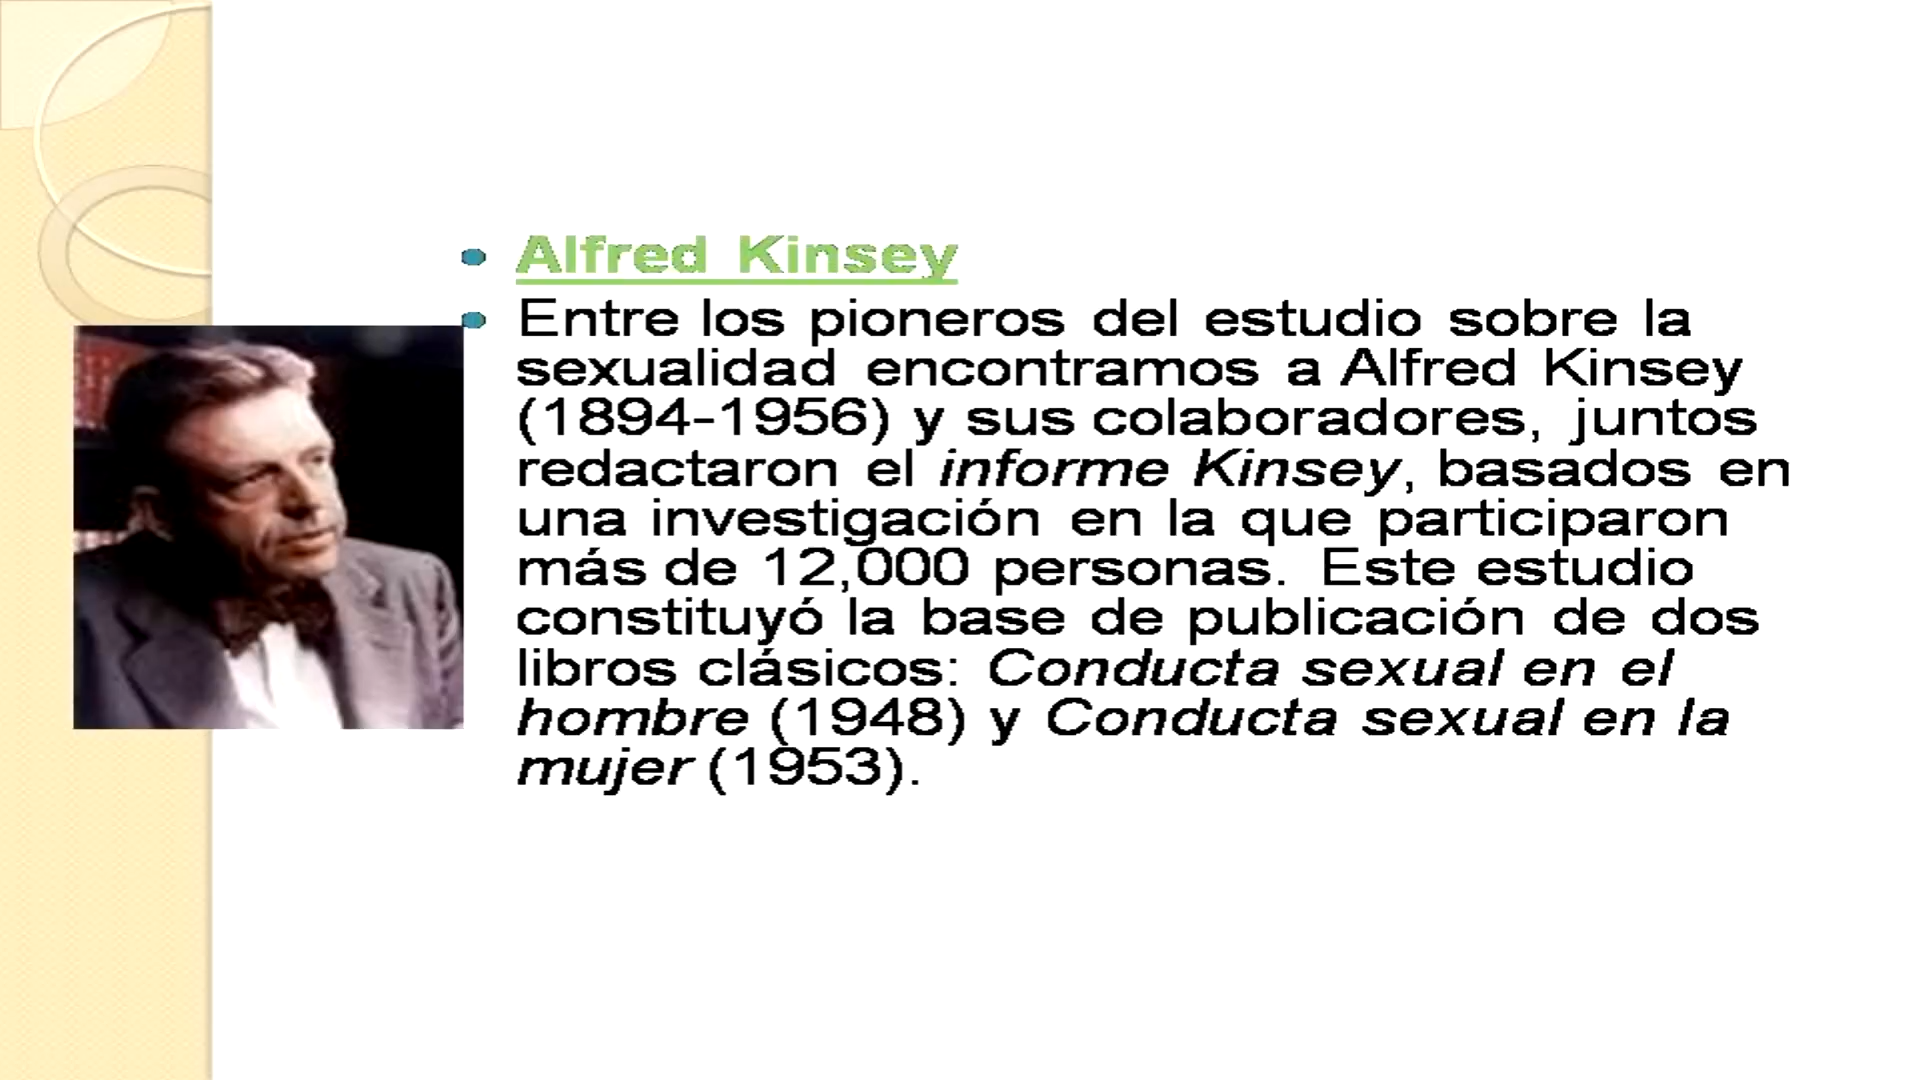 Alfred Kinsey
Entre los pioneros del estudio sobre la
sexualidad encontramos a Alfred Kinsey
(1894-1956) y sus colaboradores, juntos
redactaron el informe Kinsey, basados en
una investigación en la que participaron
más de 12,000 personas. Este estudio
constituyó la base de publicación de dos
libros clásicos: Conducta sexual en el
hombre (1948) y Conducta sexual en la
mujer (1953).